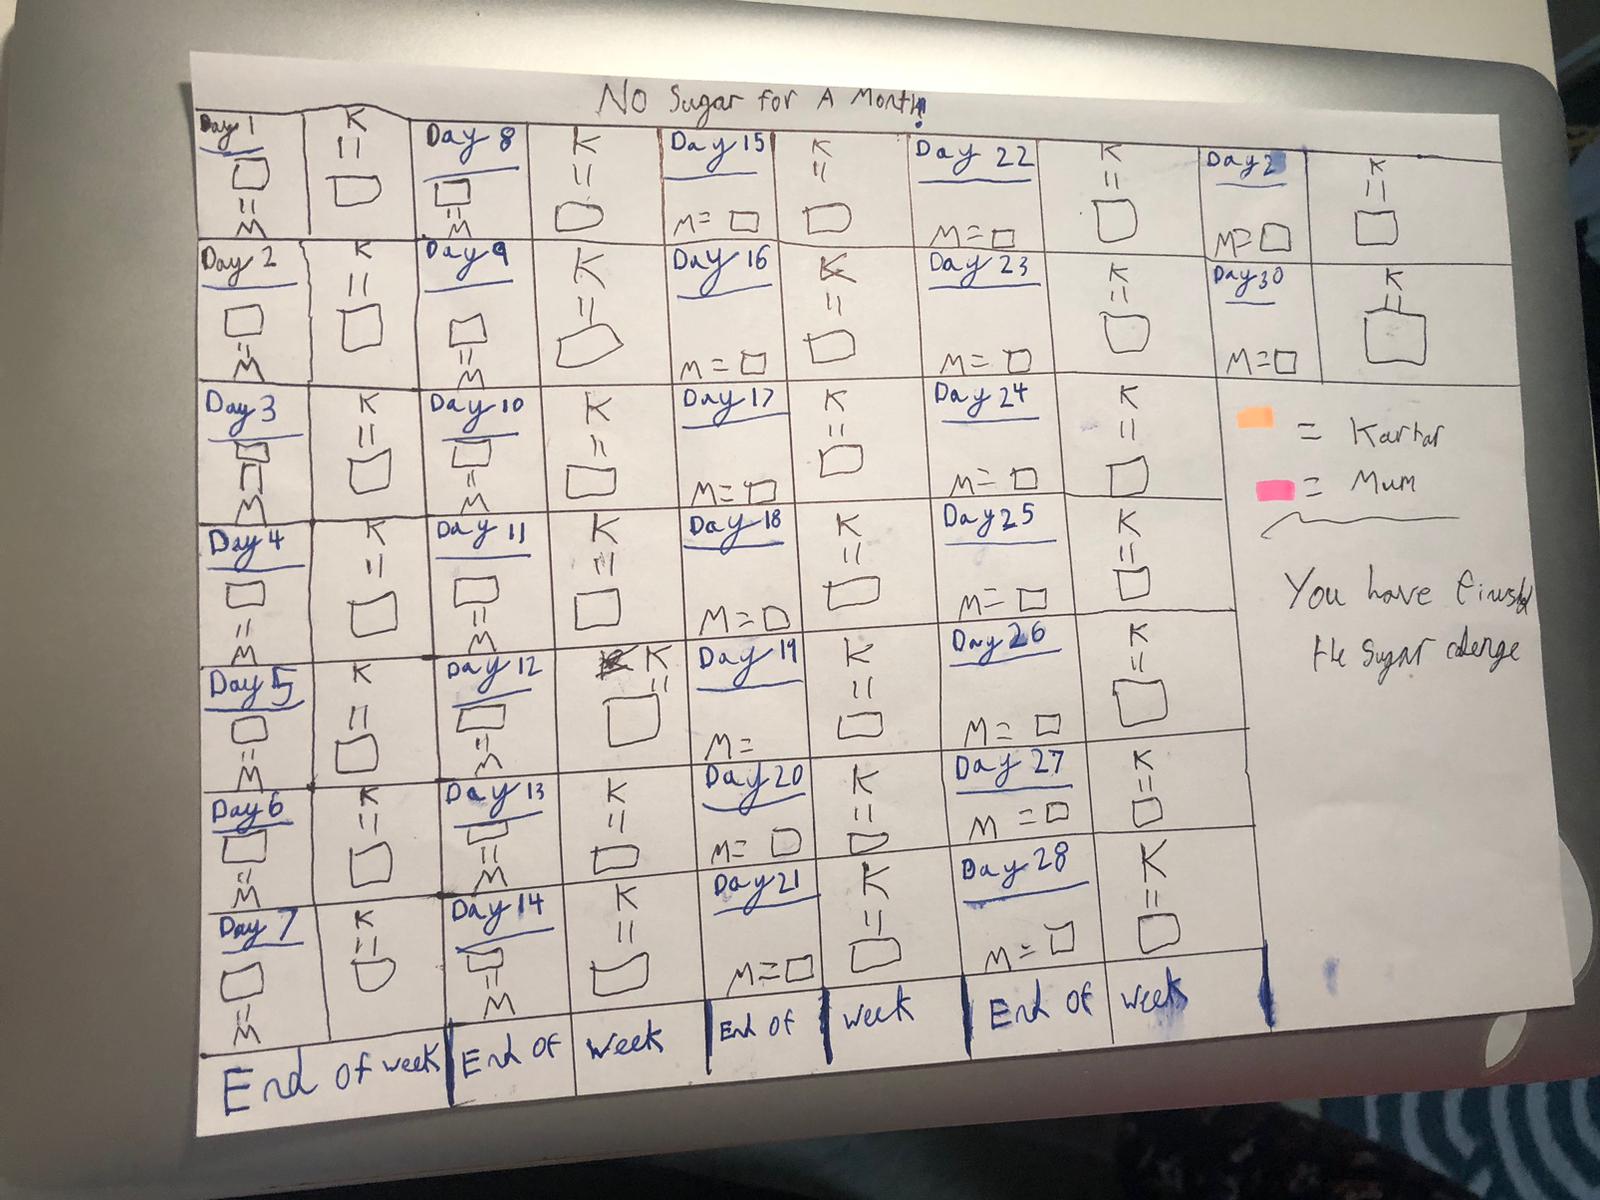 No Sugar for A Month!
Day 1 K Day 8 K Day 15 K Day 22 K Day 2 K
= = = = = = =
M M M= M= M=
Day 2 K Day 9 K Day 16 K Day 23 K Day 30 K
= = = = = = =
M M M= M= M=
Day 3 K Day 10 K Day 17 K Day 24 K
= = = = = =
M M M= M=
Day 4 K Day 11 K Day 18 K Day 25 K
= = = = = =
M M M= M=
Day 5 K Day 12 K Day 19 K Day 26 K
= = = = = =
M M M= M=
Day 6 K Day 13 K Day 20 K Day 27 K
= = = = = =
M M M= M=
Day 7 K Day 14 K Day 21 K Day 28 K
= = = = = =
M M M= M=
End of week End of week End of week End of week
= Kartar
= Mum
You have
the Sugar